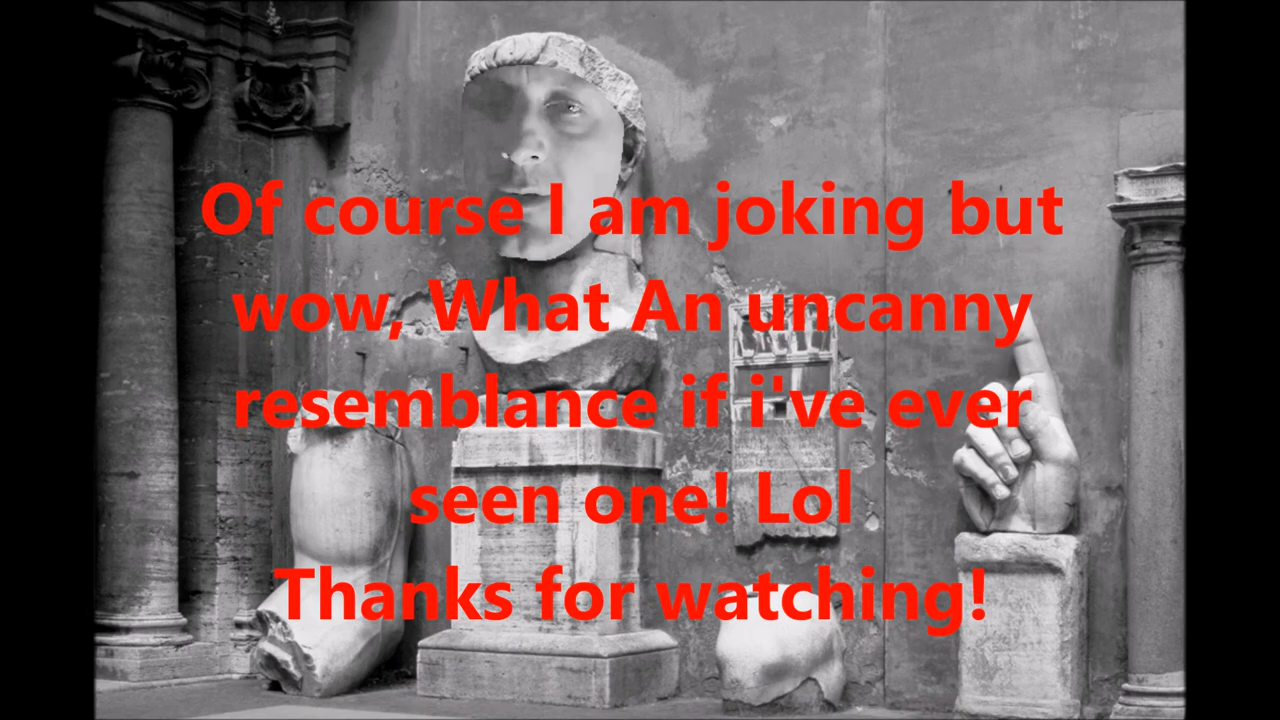 Of course I am joking but
wow, What An uncanny
resemblance if i've ever
seen one! Lol
Thanks for watching!